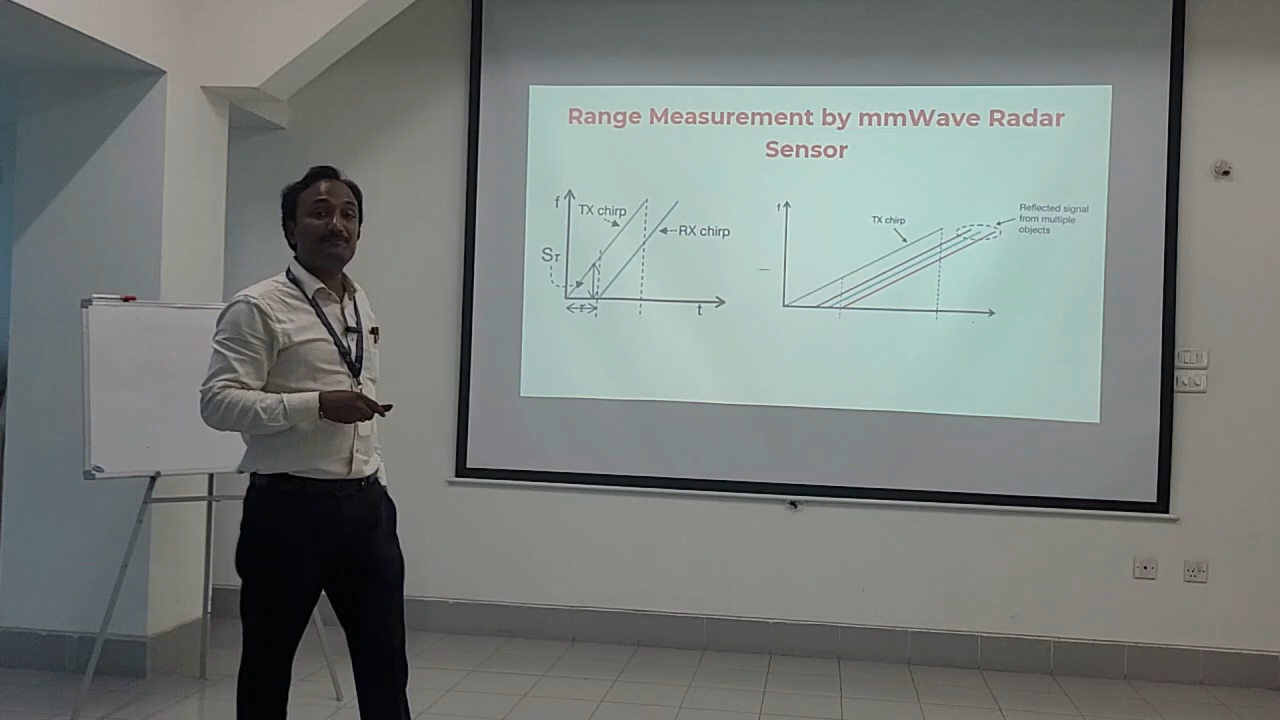 Range Measurement by mmWave Radar
Sensor
f
TX chirp
RX chirp
Sτ
τ
t
f
TX chirp
Reflected signal
from multiple
objects